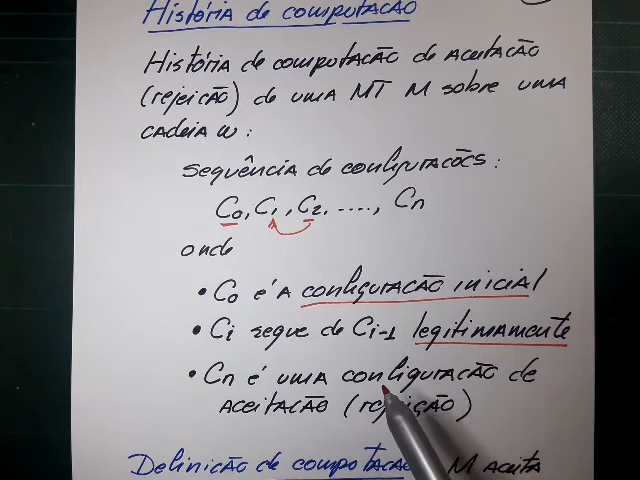 História de computação
História de computação de aceitação
(rejeição) de uma MT M sobre uma
cadeia w:
sequência de configurações:
C0, C1, C2, ...., Cn
onde
• C0 é a configuração inicial
• Ci segue de Ci-1 legitimamente
• Cn é uma configuração de
aceitação (rejeição)
Definição de computação M aceita